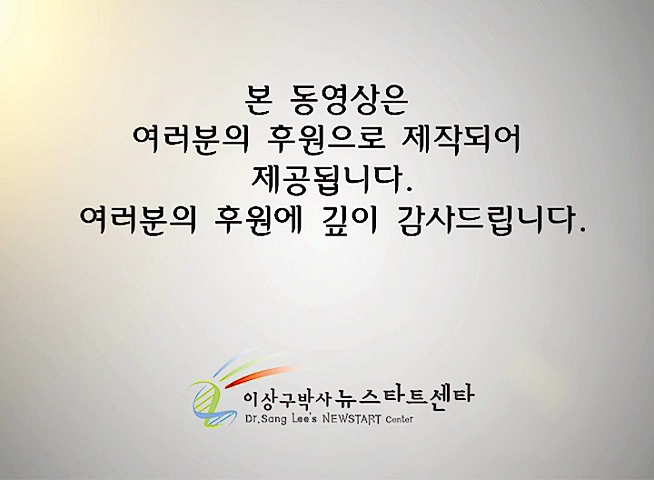 본 동영상은
여러분의 후원으로 제작되어
제공됩니다.
여러분의 후원에 깊이 감사드립니다.
이상구박사 뉴스타트센타
Dr.Sang Lee's NEWSTART Center